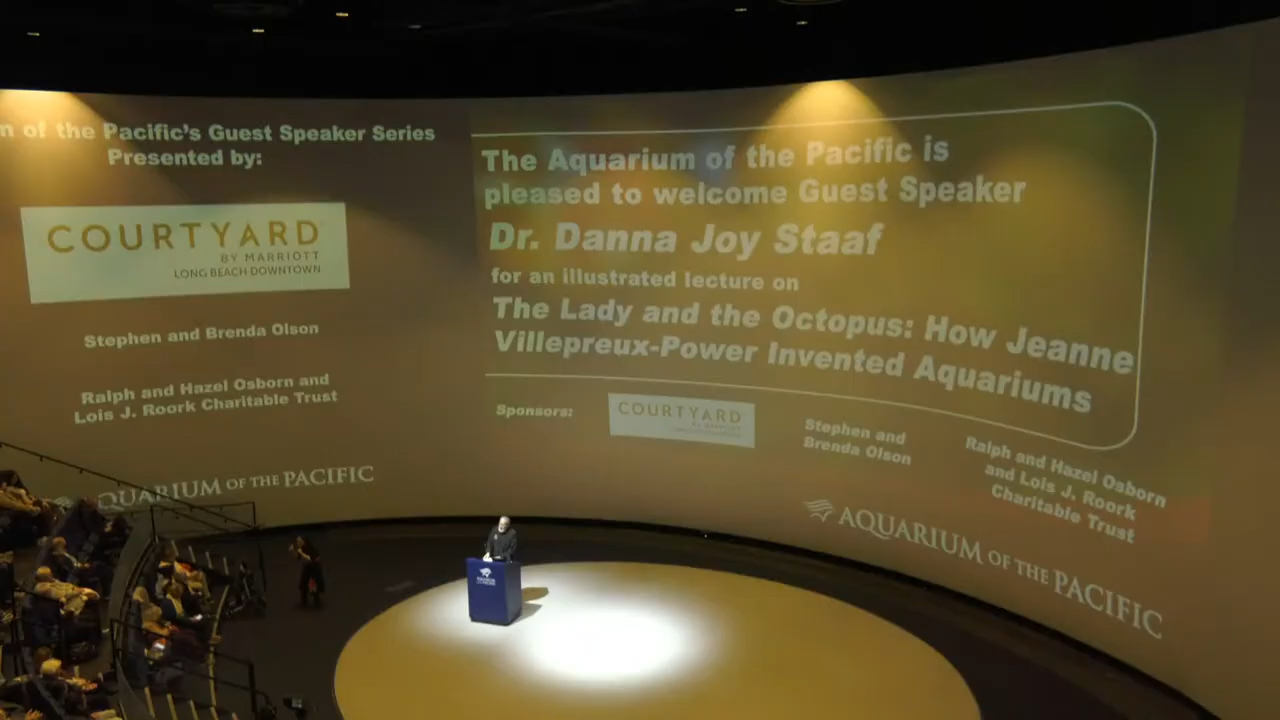 m of the Pacific's Guest Speaker Series
Presented by:
COURTYARD
BY MARRIOTT
LONG BEACH DOWNTOWN
Stephen and Brenda Olson
Ralph and Hazel Osborn and
Lois J. Roork Charitable Trust
QUARIUM OF THE PACIFIC
The Aquarium of the Pacific is
pleased to welcome Guest Speaker
Dr. Danna Joy Staaf
for an illustrated lecture on
The Lady and the Octopus: How Jeanne
Villepreux-Power Invented Aquariums
Sponsors:
COURTYARD
Stephen and
Brenda Olson
Ralph and Hazel Osborn
and Lois J. Roork
Charitable Trust
AQUARIUM OF THE PACIFIC